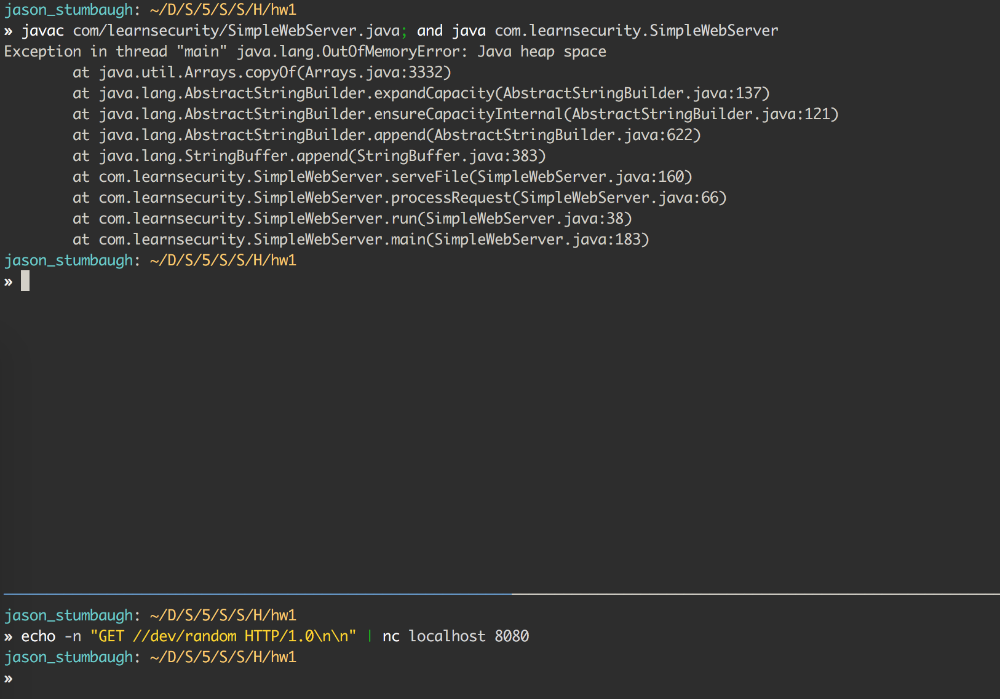 jason_stumbaugh: ~/D/S/5/S/S/H/hw1
» javac com/learnsecurity/SimpleWebServer.java; and java com.learnsecurity.SimpleWebServer
Exception in thread "main" java.lang.OutOfMemoryError: Java heap space
        at java.util.Arrays.copyOf(Arrays.java:3332)
        at java.lang.AbstractStringBuilder.expandCapacity(AbstractStringBuilder.java:137)
        at java.lang.AbstractStringBuilder.ensureCapacityInternal(AbstractStringBuilder.java:121)
        at java.lang.AbstractStringBuilder.append(AbstractStringBuilder.java:622)
        at java.lang.StringBuffer.append(StringBuffer.java:383)
        at com.learnsecurity.SimpleWebServer.serveFile(SimpleWebServer.java:160)
        at com.learnsecurity.SimpleWebServer.processRequest(SimpleWebServer.java:66)
        at com.learnsecurity.SimpleWebServer.run(SimpleWebServer.java:38)
        at com.learnsecurity.SimpleWebServer.main(SimpleWebServer.java:183)
jason_stumbaugh: ~/D/S/5/S/S/H/hw1
»
jason_stumbaugh: ~/D/S/5/S/S/H/hw1
» echo -n "GET //dev/random HTTP/1.0\n\n" | nc localhost 8080
jason_stumbaugh: ~/D/S/5/S/S/H/hw1
»